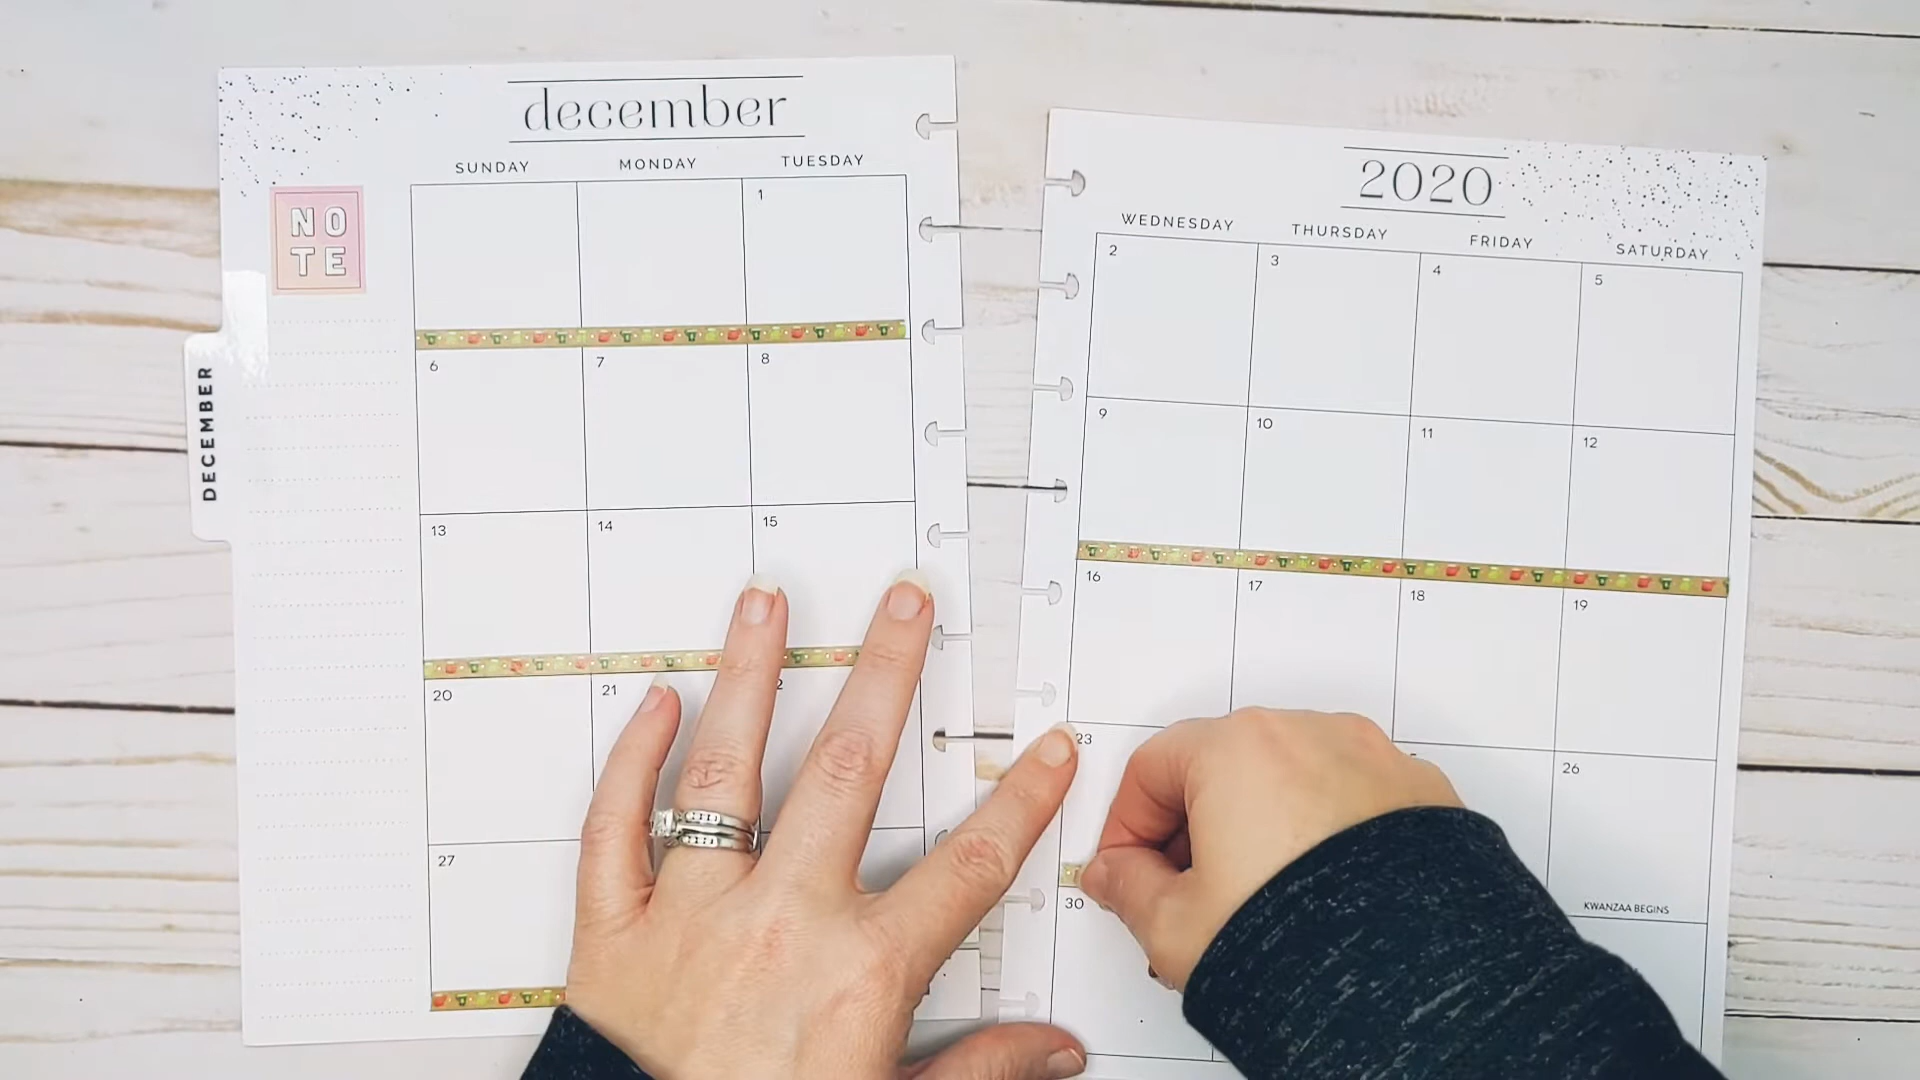 december
SUNDAY MONDAY TUESDAY
NO
TE
DECEMBER
1
6 7 8
13 14 15
20 21
27
2020
WEDNESDAY THURSDAY FRIDAY SATURDAY
2 3 4 5
9 10 11 12
16 17 18 19
23 26
KWANZAA BEGINS
30